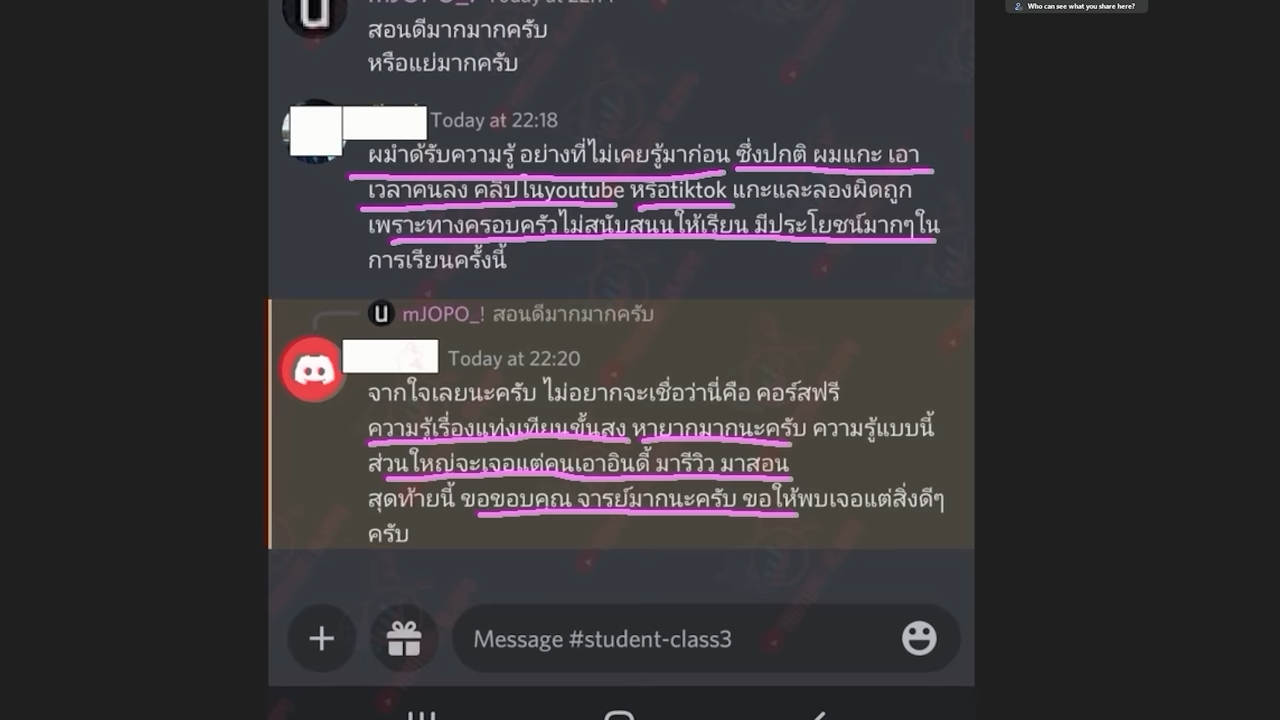 Who can see what you share here?
สอนดีมากมากครับ
หรือแย่มากครับ
Today at 22:18
ผมำด้รับความรู้ อย่างที่ไม่เคยรู้มาก่อน ซึ่งปกติ ผมแกะ เอา
เวลาคนลง คลิปในyoutube หรือtiktok แกะและลองผิดถูก
เพราะทางครอบครัวไม่สนับสนนให้เรียน มีประโยชน์มากๆใน
การเรียนครั้งนี้
mJOPO_! สอนดีมากมากครับ
Today at 22:20
จากใจเลยนะครับ ไม่อยากจะเชื่อว่านี่คือ คอร์สฟรี
ความรู้เรื่องแท่งเทียนขั้นสูง หายากมากนะครับ ความรู้แบบนี้
ส่วนใหญ่จะเจอแต่คนเอาอินดี้ มารีวิว มาสอน
สุดท้ายนี้ ขอขอบคุณ จารย์มากนะครับ ขอให้พบเจอแต่สิ่งดีๆ
ครับ
Message #student-class3